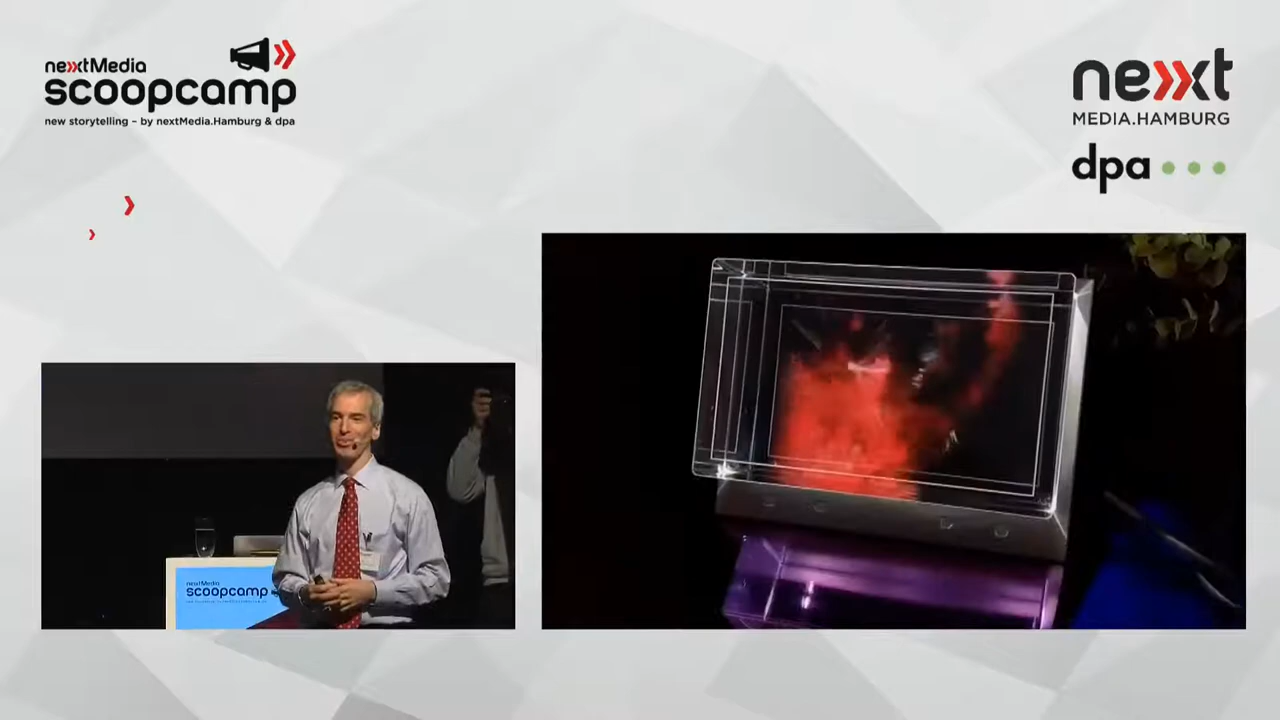 nextMedia
scoopcamp
new storytelling – by nextMedia.Hamburg & dpa
next
MEDIA.HAMBURG
dpa
nextMedia
scoopcamp